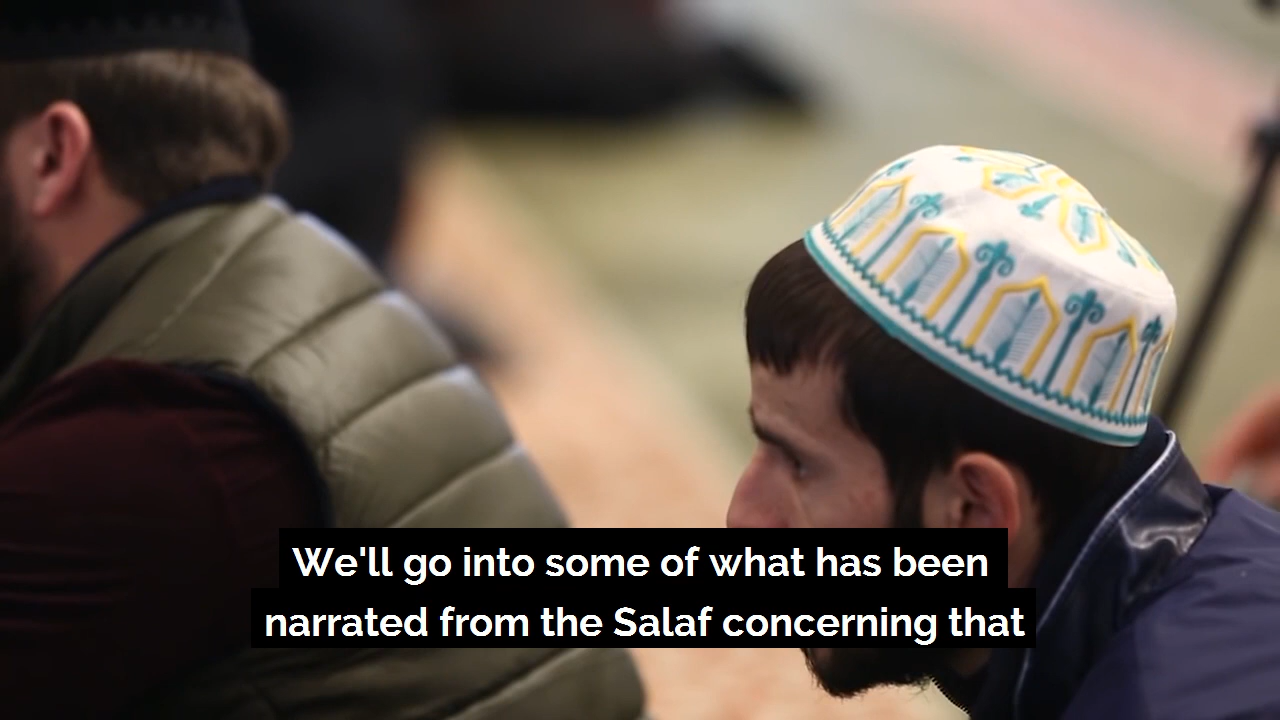 We'll go into some of what has been
narrated from the Salaf concerning that